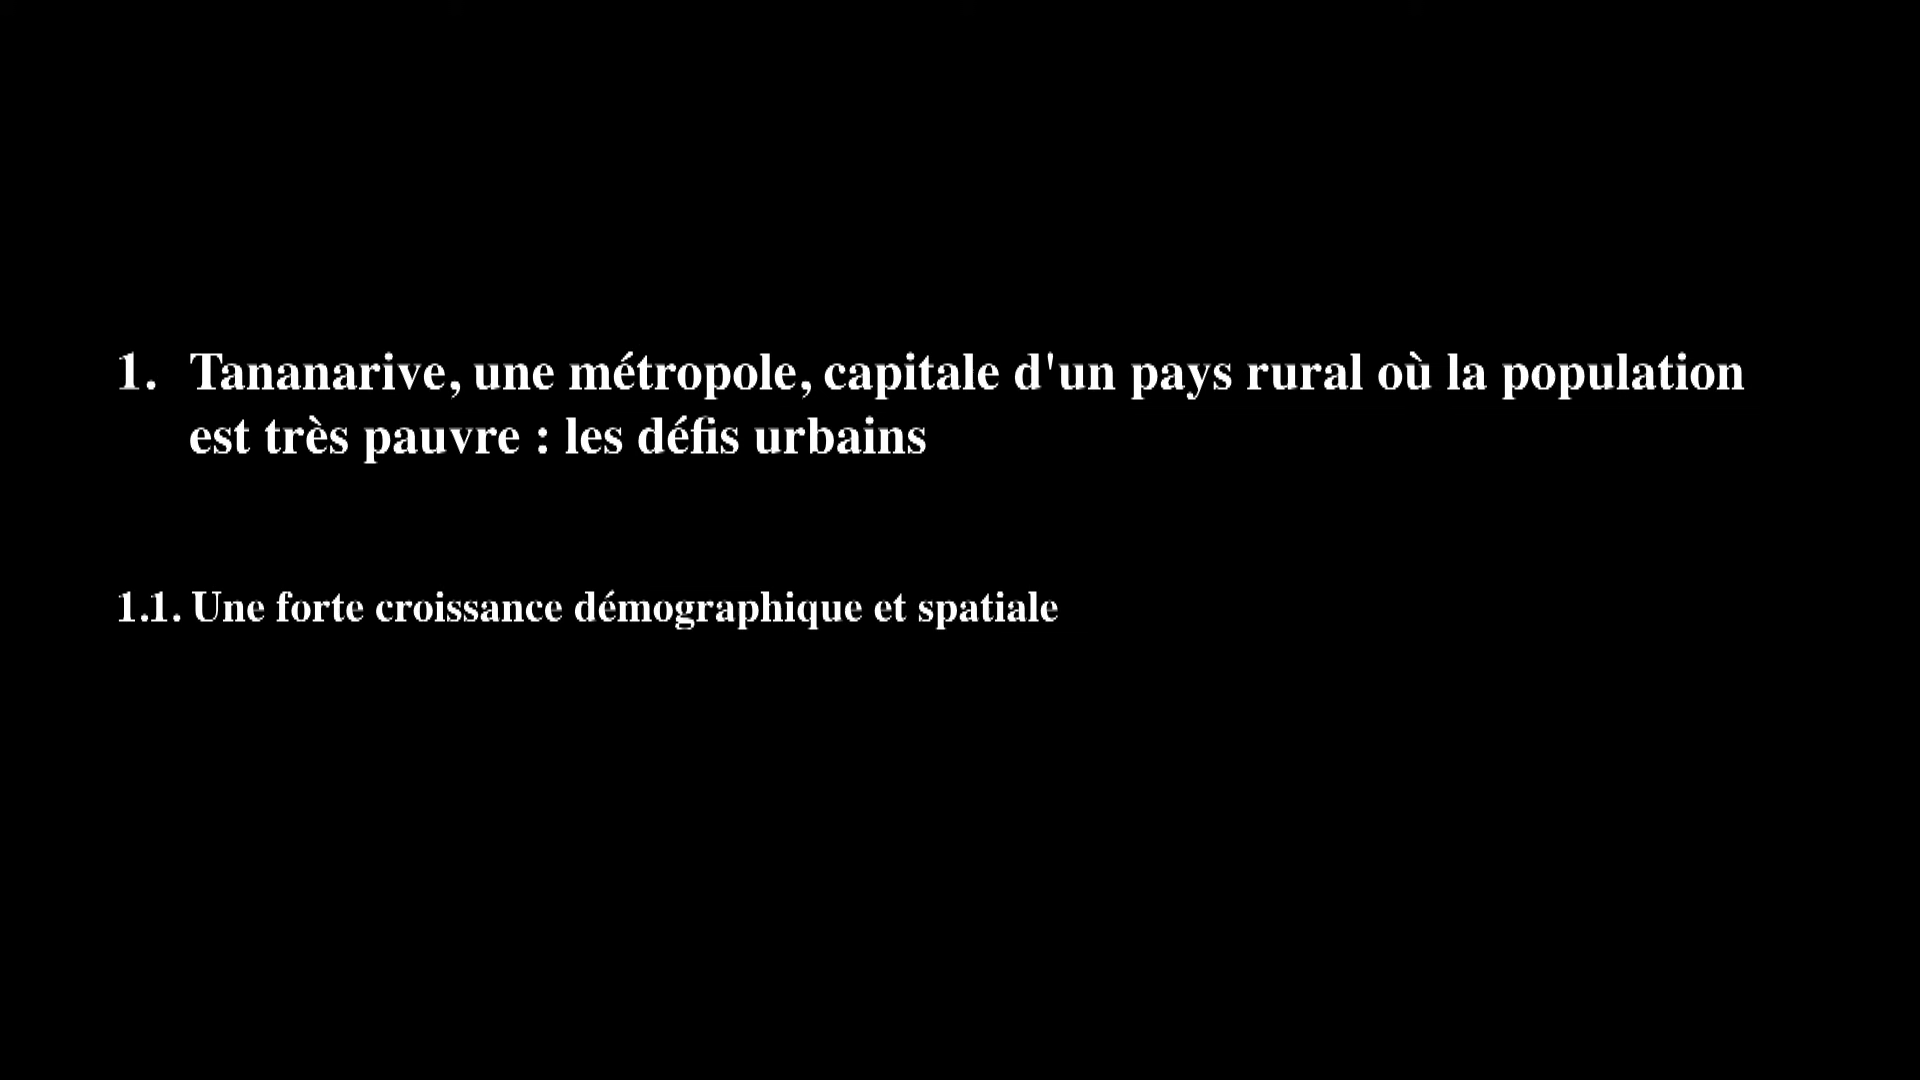 1. Tananarive, une métropole, capitale d'un pays rural où la population
est très pauvre : les défis urbains
1.1. Une forte croissance démographique et spatiale